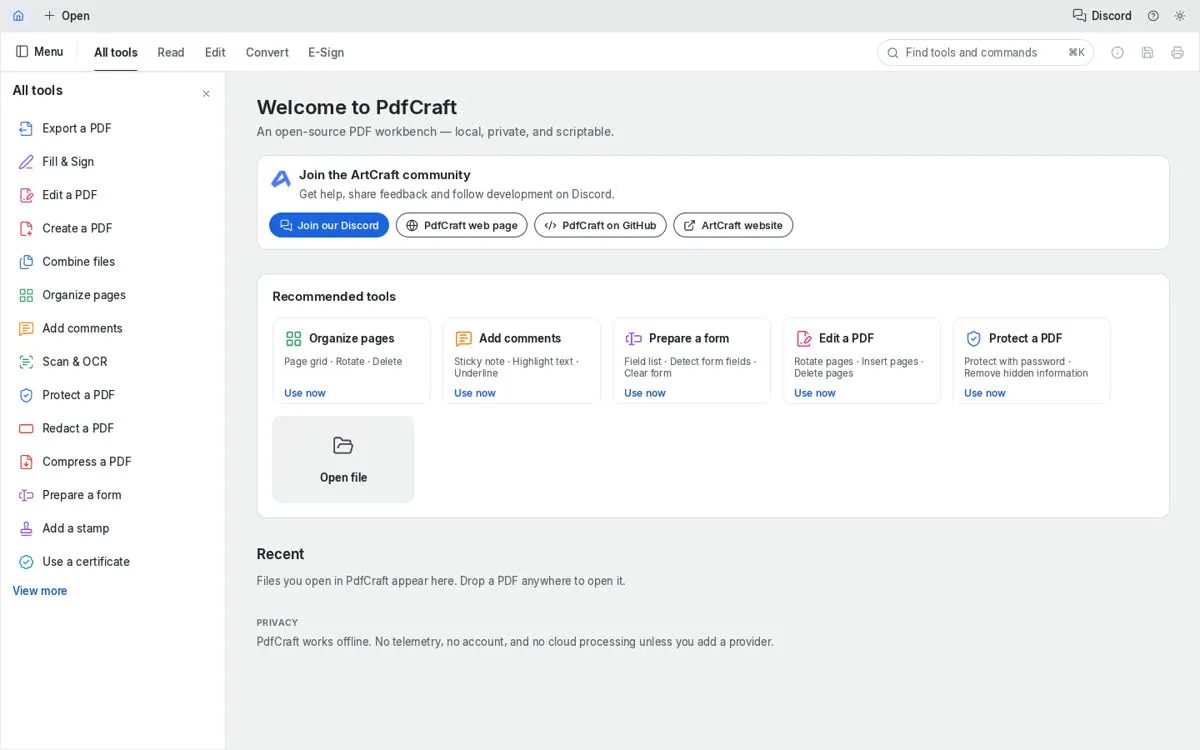 Open
Discord
Menu
All tools
Read
Edit
Convert
E-Sign
Find tools and commands
⌘K
All tools
Export a PDF
Fill & Sign
Edit a PDF
Create a PDF
Combine files
Organize pages
Add comments
Scan & OCR
Protect a PDF
Redact a PDF
Compress a PDF
Prepare a form
Add a stamp
Use a certificate
View more
Welcome to PdfCraft
An open-source PDF workbench — local, private, and scriptable.
Join the ArtCraft community
Get help, share feedback and follow development on Discord.
Join our Discord
PdfCraft web page
PdfCraft on GitHub
ArtCraft website
Recommended tools
Organize pages
Page grid · Rotate · Delete
Use now
Add comments
Sticky note · Highlight text ·
Underline
Use now
Prepare a form
Field list · Detect form fields ·
Clear form
Use now
Edit a PDF
Rotate pages · Insert pages ·
Delete pages
Use now
Protect a PDF
Protect with password ·
Remove hidden information
Use now
Open file
Recent
Files you open in PdfCraft appear here. Drop a PDF anywhere to open it.
PRIVACY
PdfCraft works offline. No telemetry, no account, and no cloud processing unless you add a provider.